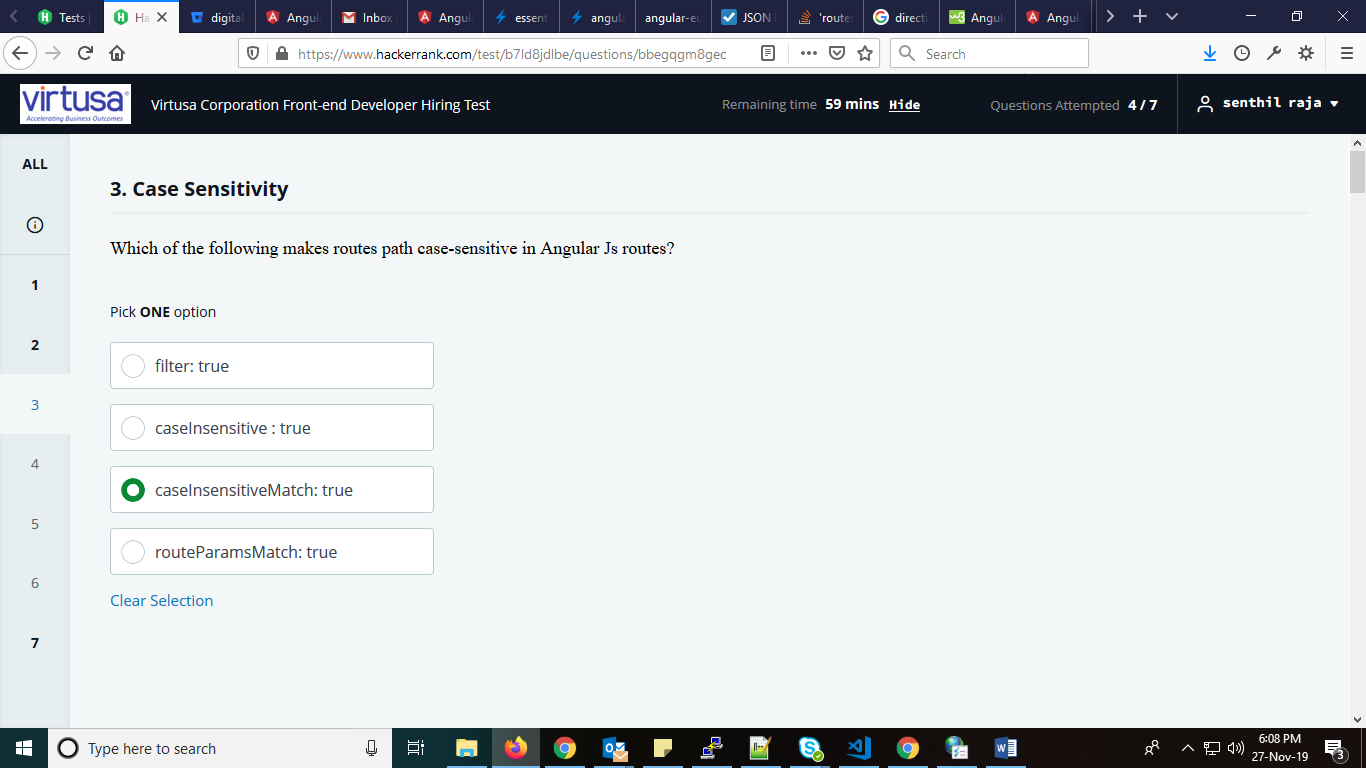 Tests
Ha
digita
Angul
Inbox
Angul
essent
angula
angular-eu
JSON
'route
directi
Angul
Angul
https://www.hackerrank.com/test/b7ld8jdlbe/questions/bbegqgm8gec
Search
virtusa
Accelerating Business Outcomes
Virtusa Corporation Front-end Developer Hiring Test
Remaining time 59 mins Hide
Questions Attempted 4 / 7
senthil raja
ALL
1
2
3
4
5
6
7
3. Case Sensitivity
Which of the following makes routes path case-sensitive in Angular Js routes?
Pick ONE option
filter: true
caseInsensitive : true
caseInsensitiveMatch: true
routeParamsMatch: true
Clear Selection
Type here to search
6:08 PM
27-Nov-19
3